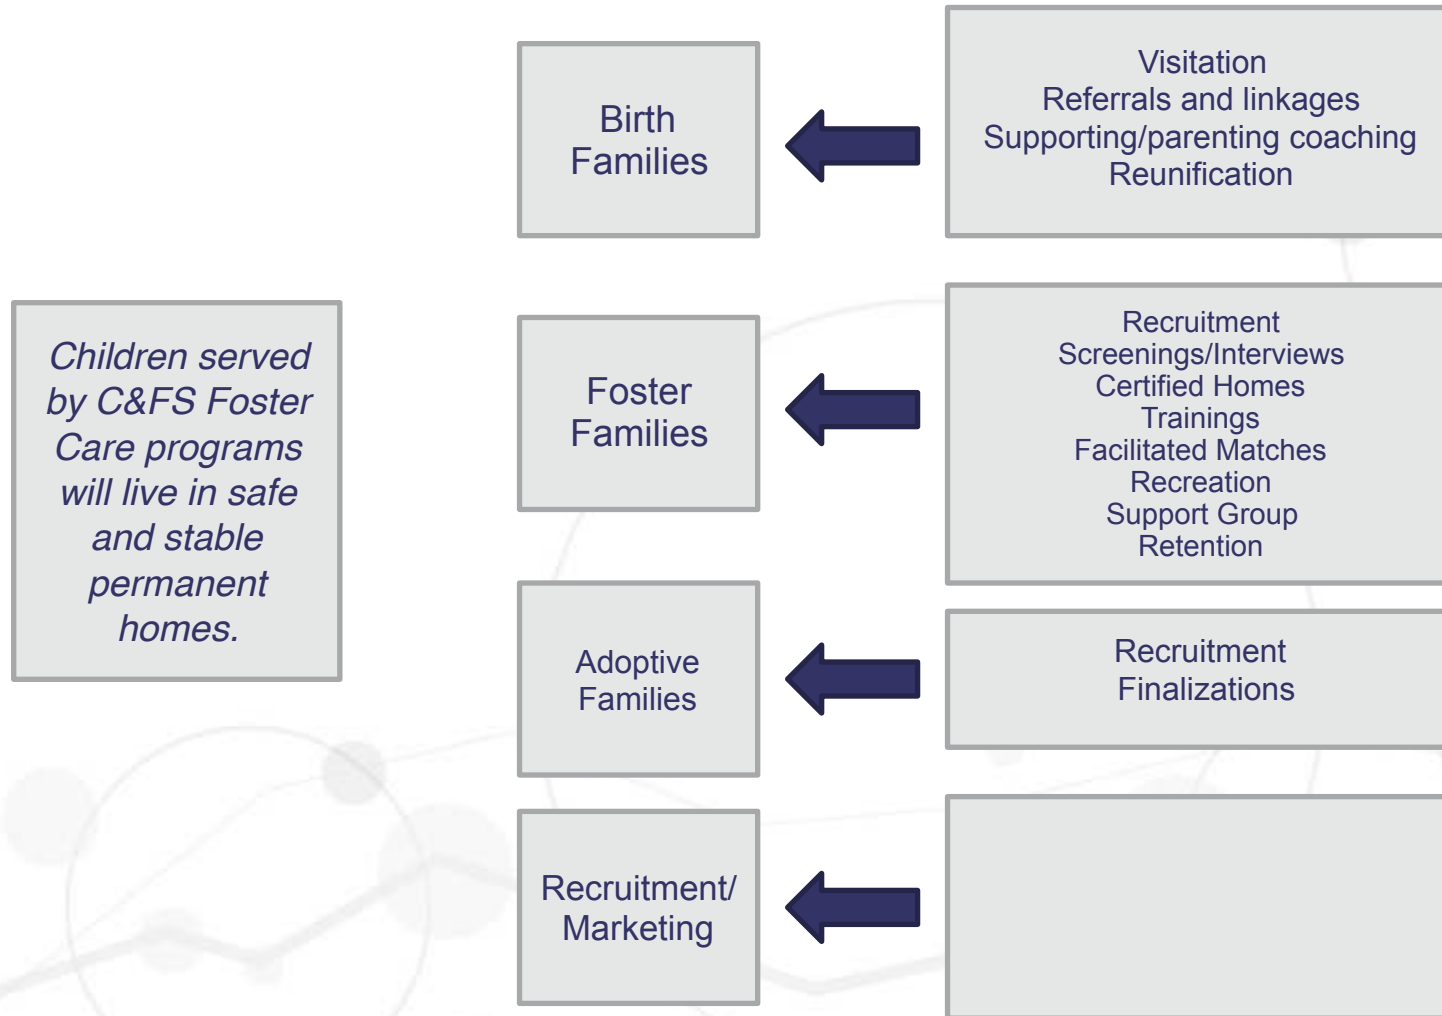 Children served
by C&FS Foster
Care programs
will live in safe
and stable
permanent
homes.
Birth
Families
Visitation
Referrals and linkages
Supporting/parenting coaching
Reunification
Foster
Families
Recruitment
Screenings/Interviews
Certified Homes
Trainings
Facilitated Matches
Recreation
Support Group
Retention
Adoptive
Families
Recruitment
Finalizations
Recruitment/
Marketing